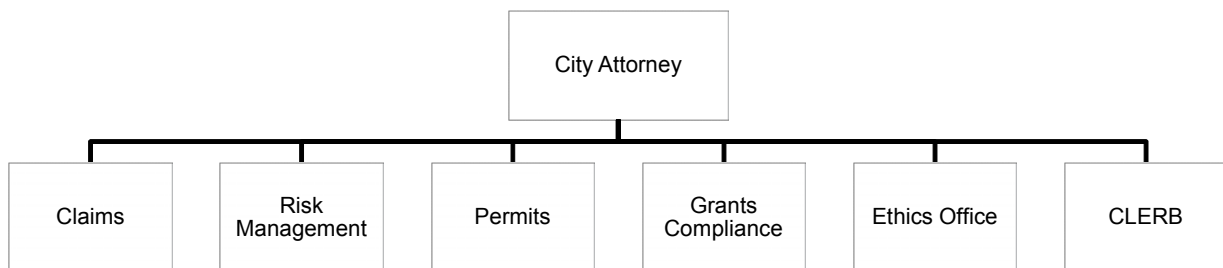 City Attorney
Claims
Risk
Management
Permits
Grants
Compliance
Ethics Office
CLERB